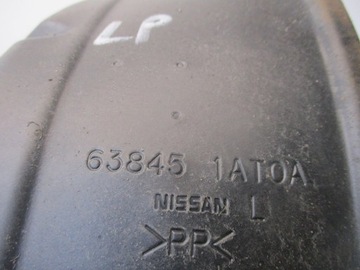 LP
63845 1AT0A
NISSAN L
>PP<